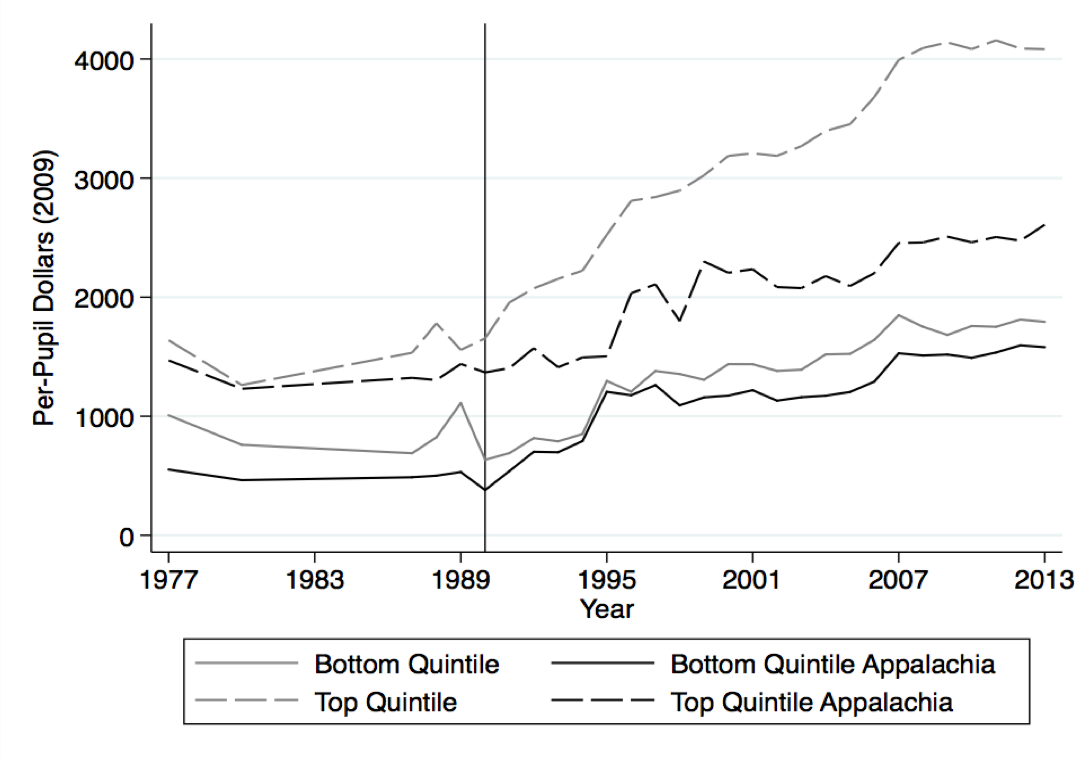 Per-Pupil Dollars (2009)
4000
3000
2000
1000
0
1977 1983 1989 1995 2001 2007 2013
Year
Bottom Quintile Bottom Quintile Appalachia
Top Quintile Top Quintile Appalachia